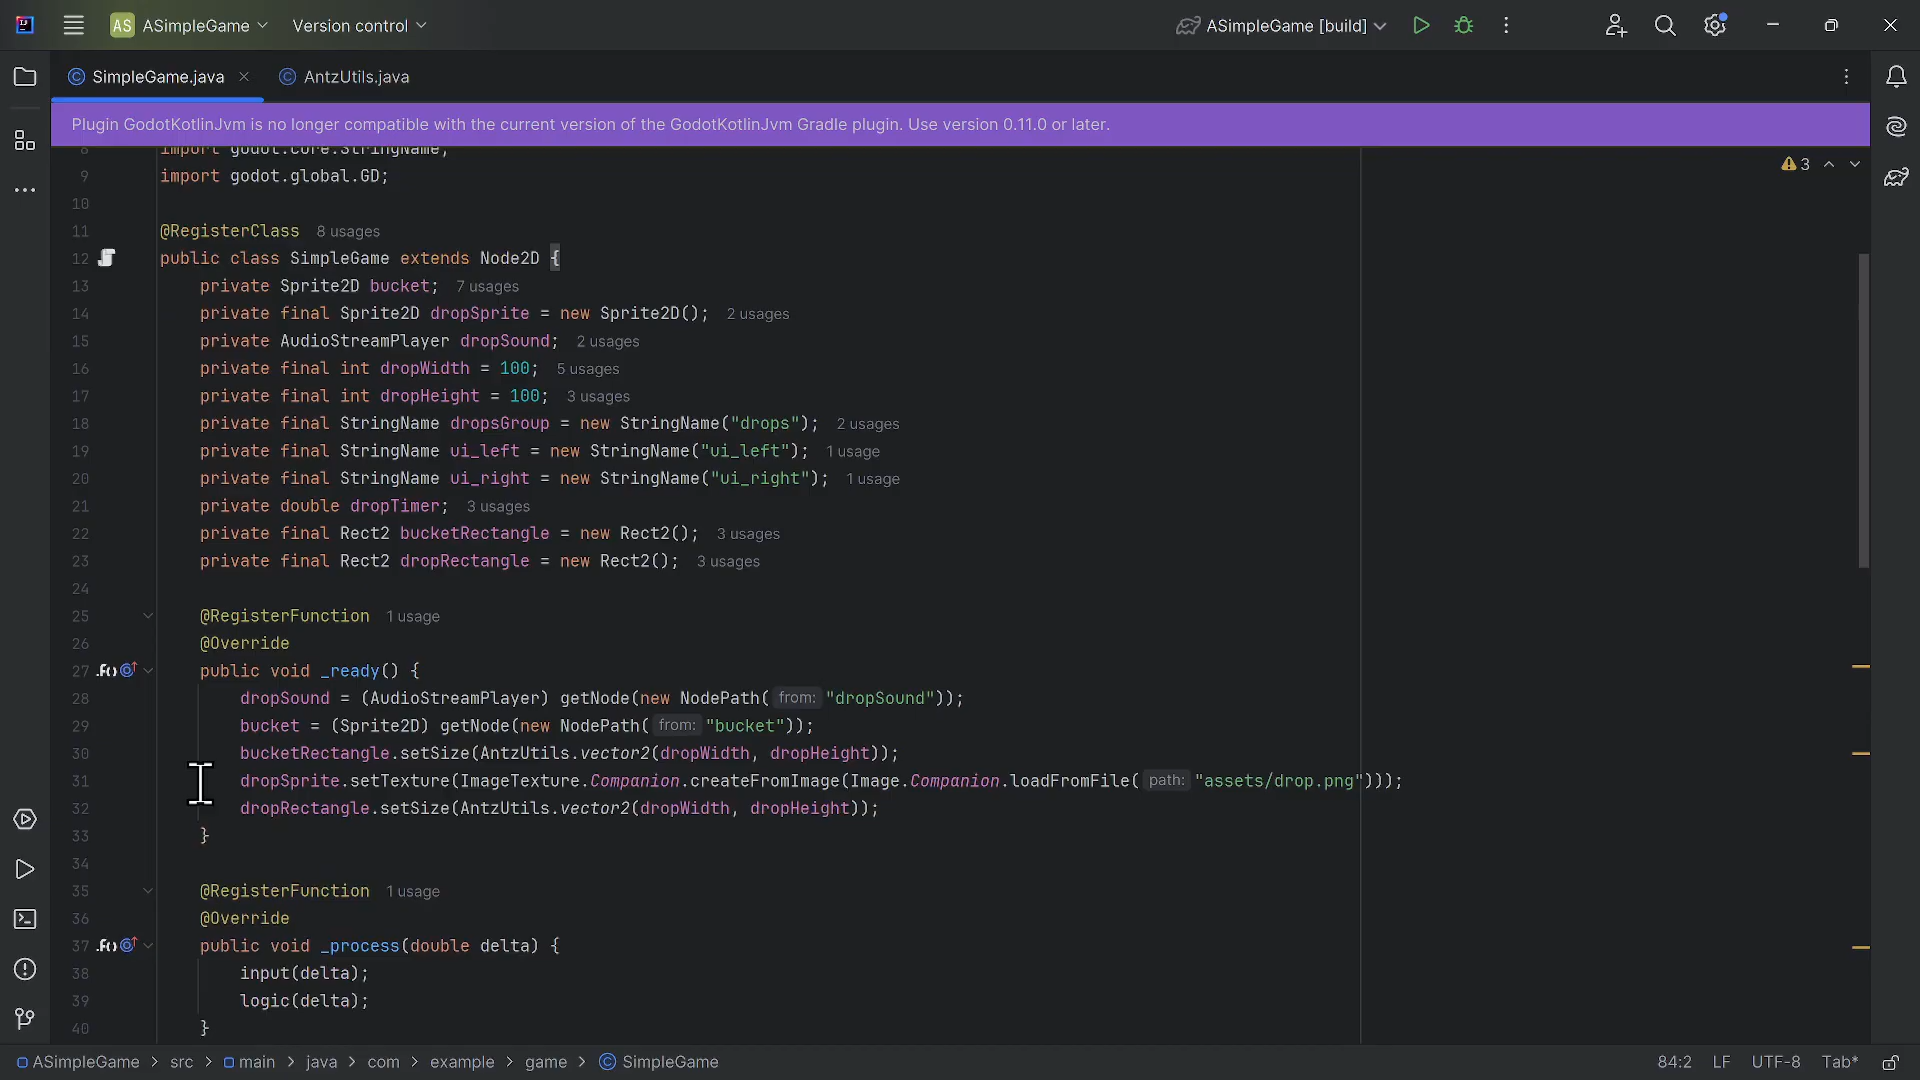 AS ASimpleGame Version control ASimpleGame [build]
SimpleGame.java AntzUtils.java
Plugin GodotKotlinJvm is no longer compatible with the current version of the GodotKotlinJvm Gradle plugin. Use version 0.11.0 or later.
8 import godot.core.StringName;
9 import godot.global.GD; 3
10
11 @RegisterClass 8 usages
12 public class SimpleGame extends Node2D {
13 private Sprite2D bucket; 7 usages
14 private final Sprite2D dropSprite = new Sprite2D(); 2 usages
15 private AudioStreamPlayer dropSound; 2 usages
16 private final int dropWidth = 100; 5 usages
17 private final int dropHeight = 100; 3 usages
18 private final StringName dropsGroup = new StringName("drops"); 2 usages
19 private final StringName ui_left = new StringName("ui_left"); 1 usage
20 private final StringName ui_right = new StringName("ui_right"); 1 usage
21 private double dropTimer; 3 usages
22 private final Rect2 bucketRectangle = new Rect2(); 3 usages
23 private final Rect2 dropRectangle = new Rect2(); 3 usages
24
25 @RegisterFunction 1 usage
26 @Override
27 public void _ready() {
28 dropSound = (AudioStreamPlayer) getNode(new NodePath( from: "dropSound"));
29 bucket = (Sprite2D) getNode(new NodePath( from: "bucket"));
30 bucketRectangle.setSize(AntzUtils.vector2(dropWidth, dropHeight));
31 dropSprite.setTexture(ImageTexture.Companion.createFromImage(Image.Companion.loadFromFile( path: "assets/drop.png")));
32 dropRectangle.setSize(AntzUtils.vector2(dropWidth, dropHeight));
33 }
34
35 @RegisterFunction 1 usage
36 @Override
37 public void _process(double delta) {
38 input(delta);
39 logic(delta);
40 }
ASimpleGame > src > main > java > com > example > game > SimpleGame 84:2 LF UTF-8 Tab*